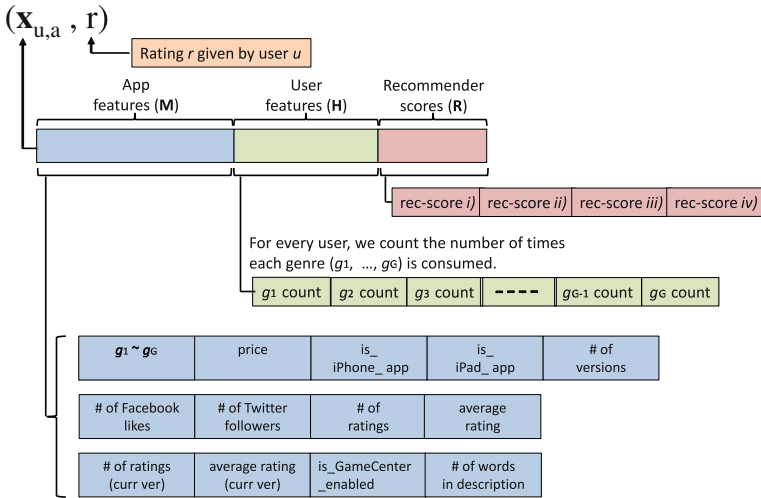 (x_u,a , r)
Rating r given by user u
App
features (M)
User
features (H)
Recommender
scores (R)
rec-score i) rec-score ii) rec-score iii) rec-score iv)
For every user, we count the number of times
each genre (g1, ..., gG) is consumed.
g1 count g2 count g3 count ---- gG-1 count gG count
g1 ~ gG
price
is_
iPhone_ app
is_
iPad_ app
# of
versions
# of Facebook
likes
# of Twitter
followers
# of
ratings
average
rating
# of ratings
(curr ver)
average rating
(curr ver)
is_GameCenter
_enabled
# of words
in description